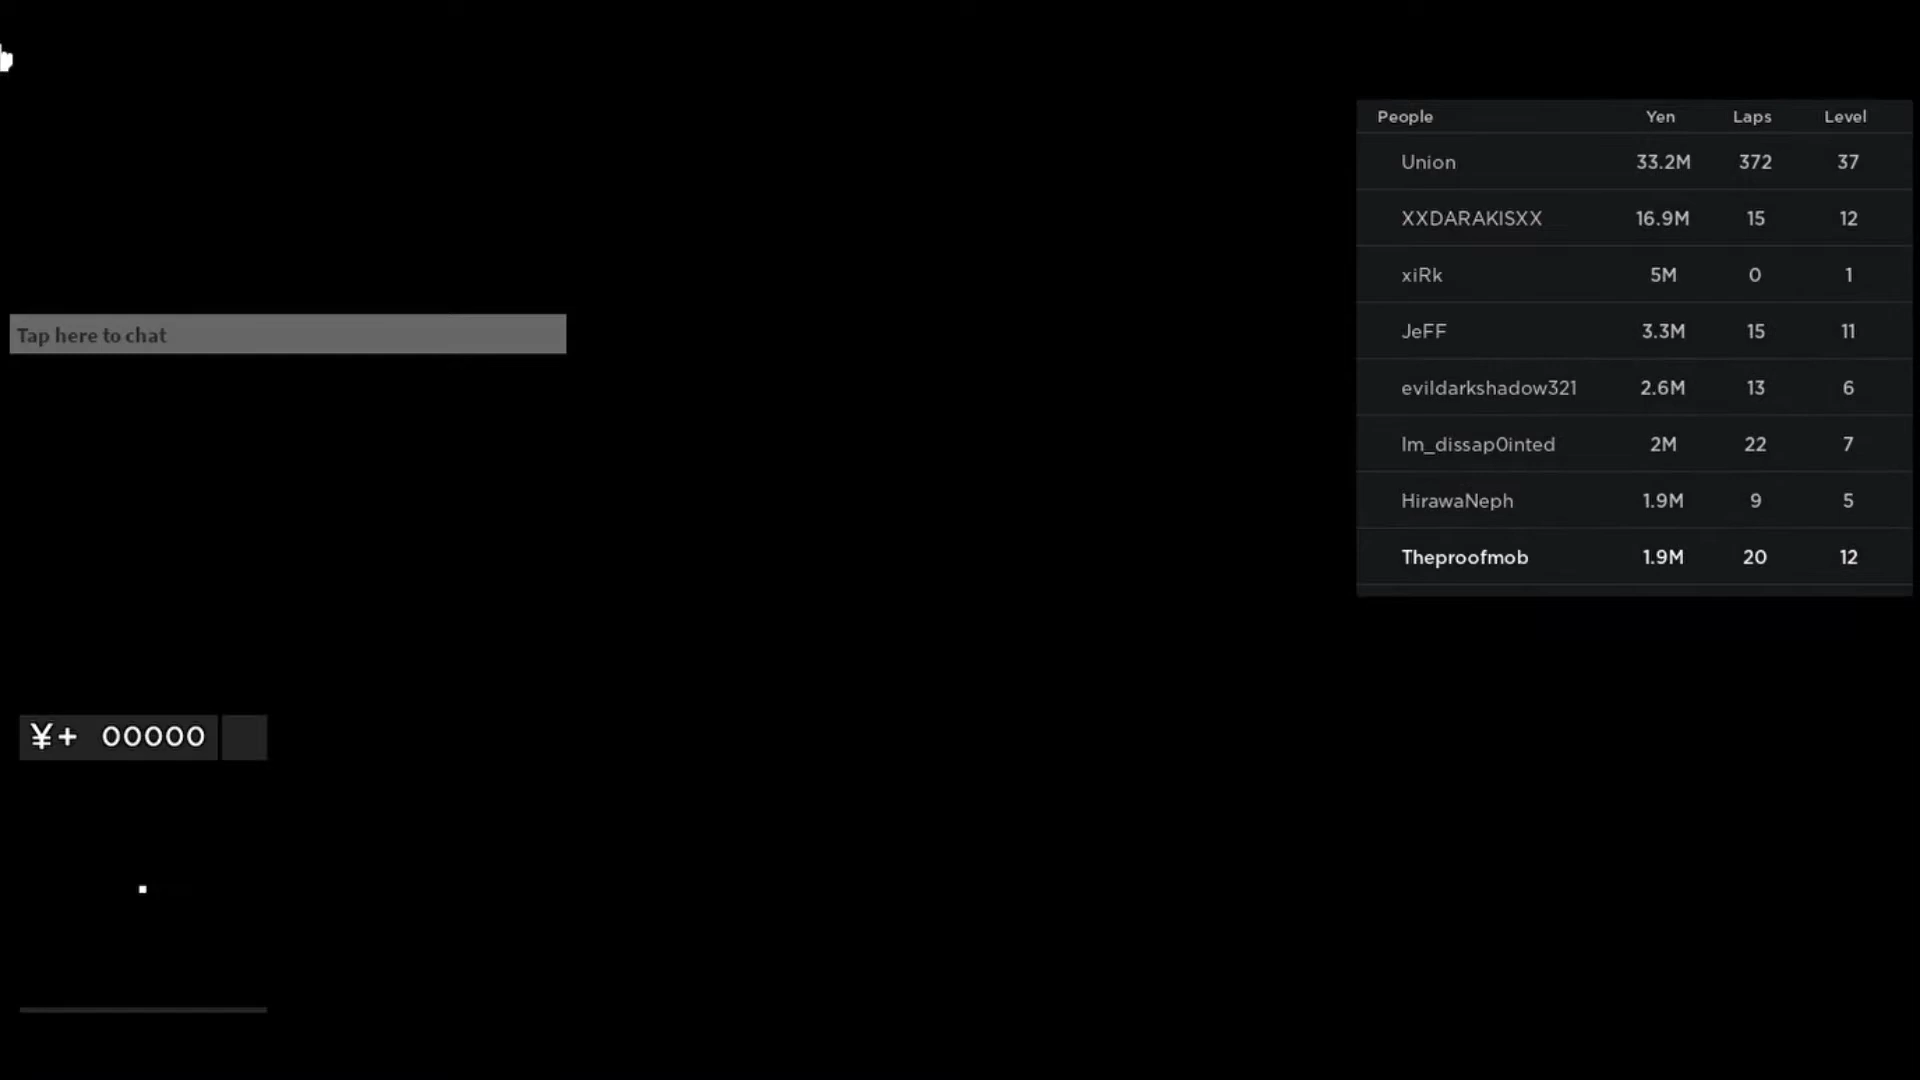 People Yen Laps Level
Union 33.2M 372 37
XXDARAKISXX 16.9M 15 12
xiRk 5M 0 1
JeFF 3.3M 15 11
evildarkshadow321 2.6M 13 6
Im_dissap0inted 2M 22 7
HirawaNeph 1.9M 9 5
Theproofmob 1.9M 20 12
Tap here to chat
¥+ 00000